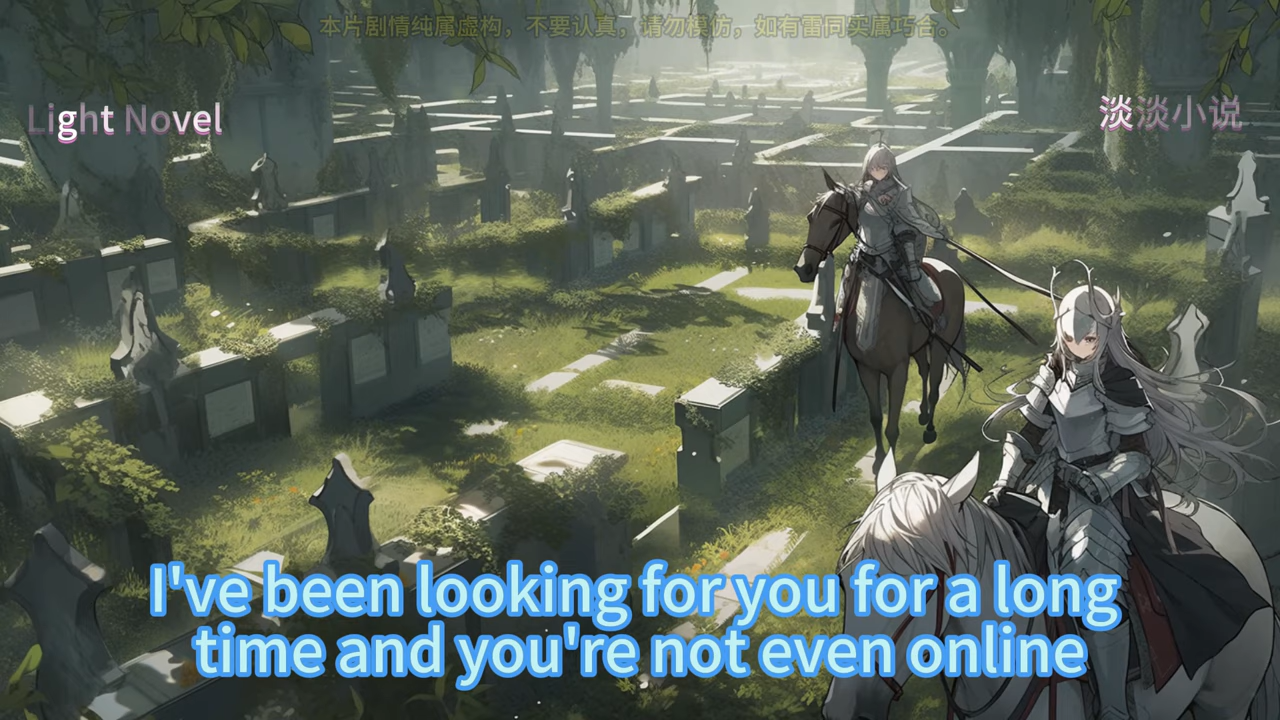 本片剧情纯属虚构，不要认真，请勿模仿，如有雷同实属巧合。
Light Novel
淡淡小说
I've been looking for you for a long
time and you're not even online